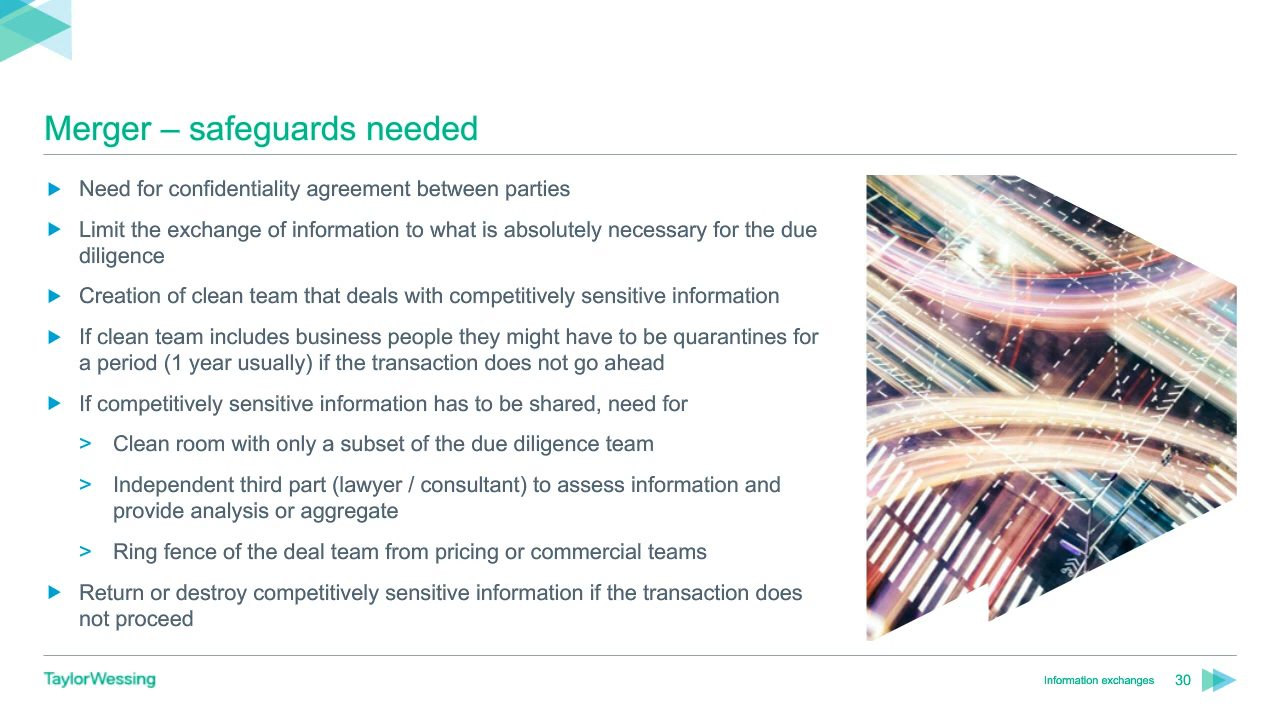 Merger – safeguards needed
Need for confidentiality agreement between parties
Limit the exchange of information to what is absolutely necessary for the due
diligence
Creation of clean team that deals with competitively sensitive information
If clean team includes business people they might have to be quarantines for
a period (1 year usually) if the transaction does not go ahead
If competitively sensitive information has to be shared, need for
> Clean room with only a subset of the due diligence team
> Independent third part (lawyer / consultant) to assess information and
provide analysis or aggregate
> Ring fence of the deal team from pricing or commercial teams
Return or destroy competitively sensitive information if the transaction does
not proceed
TaylorWessing
Information exchanges 30